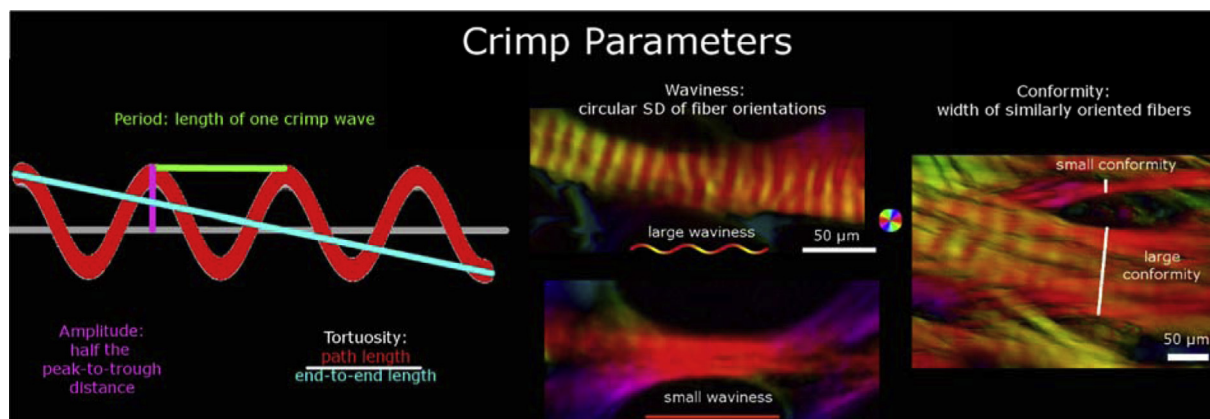 Crimp Parameters
Period: length of one crimp wave
Amplitude:
half the
peak-to-trough
distance
Tortuosity:
path length
end-to-end length
Waviness:
circular SD of fiber orientations
large waviness
50 µm
small waviness
Conformity:
width of similarly oriented fibers
small conformity
large
conformity
50 µm